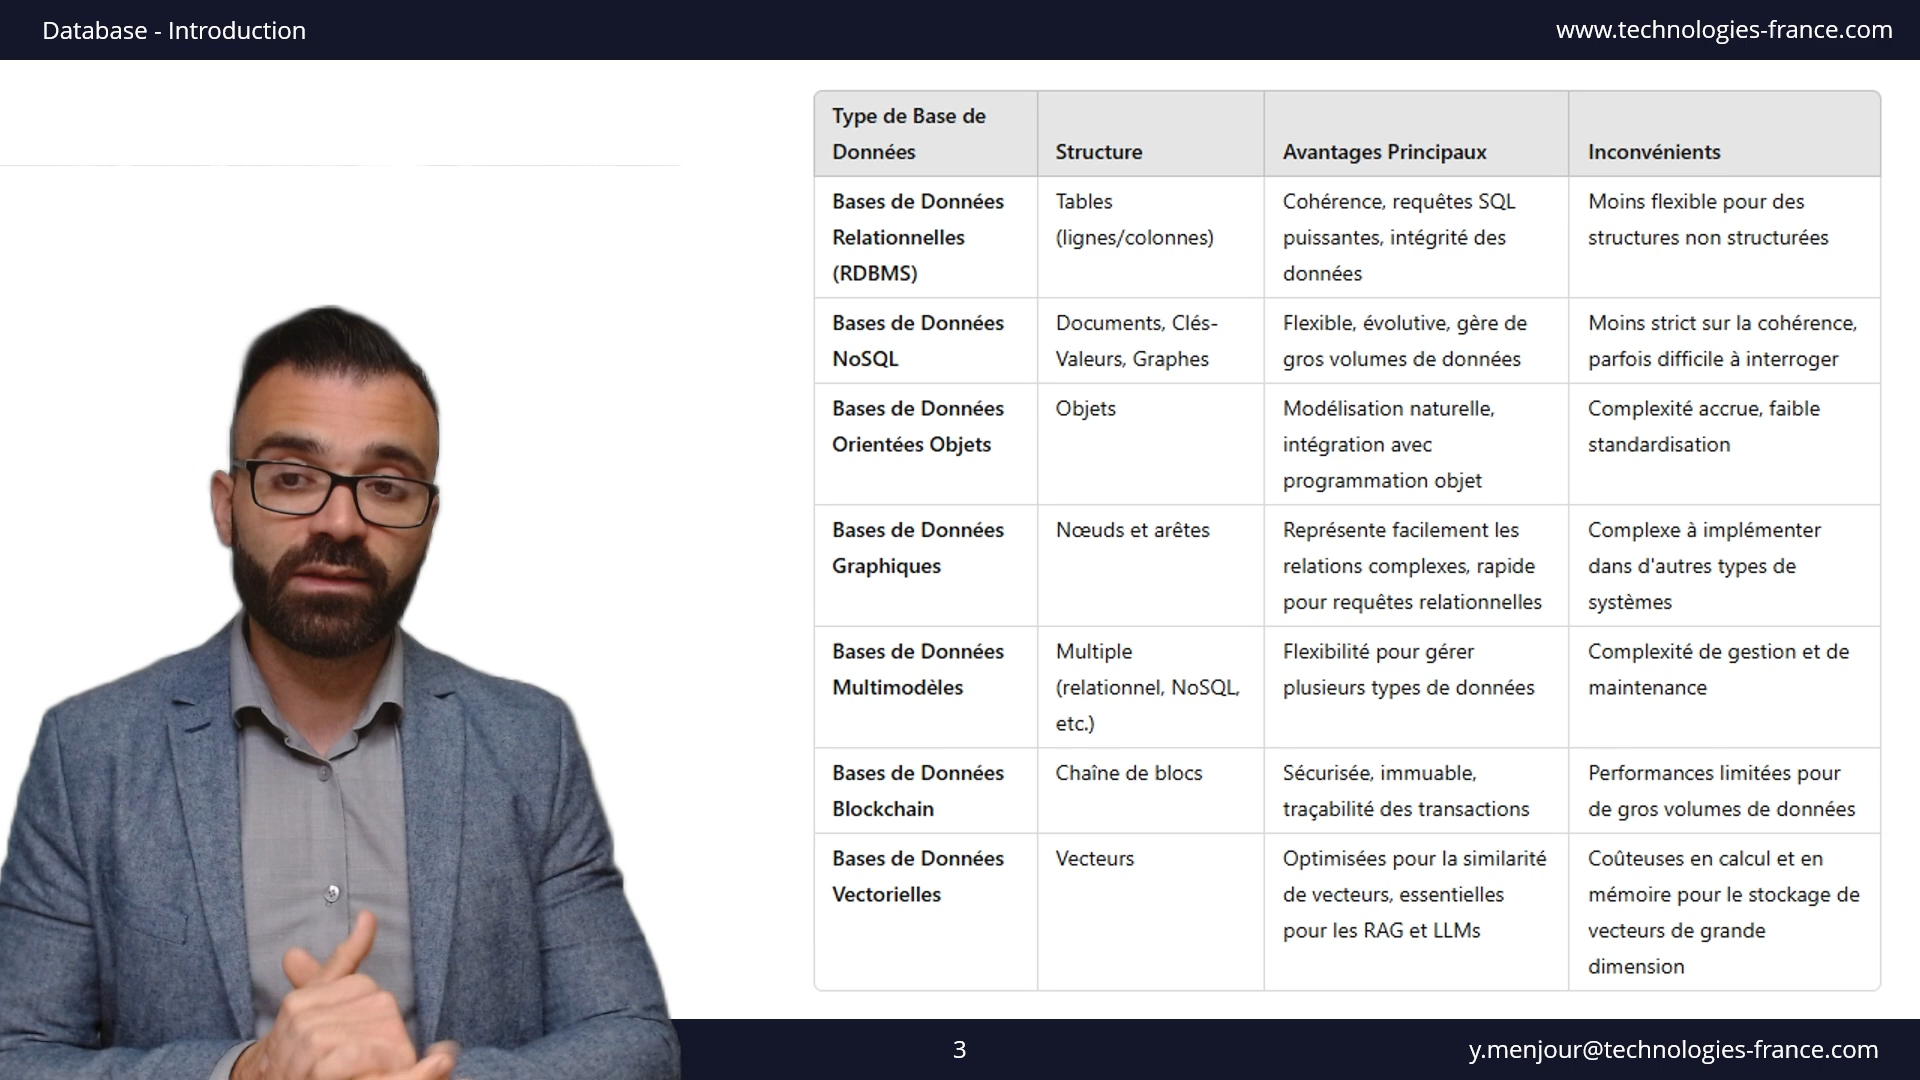 Database - Introduction
www.technologies-france.com
Type de Base de
Données
Structure
Avantages Principaux
Inconvénients
Bases de Données
Relationnelles
(RDBMS)
Tables
(lignes/colonnes)
Cohérence, requêtes SQL
puissantes, intégrité des
données
Moins flexible pour des
structures non structurées
Bases de Données
NoSQL
Documents, Clés-
Valeurs, Graphes
Flexible, évolutive, gère de
gros volumes de données
Moins strict sur la cohérence,
parfois difficile à interroger
Bases de Données
Orientées Objets
Objets
Modélisation naturelle,
intégration avec
programmation objet
Complexité accrue, faible
standardisation
Bases de Données
Graphiques
Nœuds et arêtes
Représente facilement les
relations complexes, rapide
pour requêtes relationnelles
Complexe à implémenter
dans d'autres types de
systèmes
Bases de Données
Multimodèles
Multiple
(relationnel, NoSQL,
etc.)
Flexibilité pour gérer
plusieurs types de données
Complexité de gestion et de
maintenance
Bases de Données
Blockchain
Chaîne de blocs
Sécurisée, immuable,
traçabilité des transactions
Performances limitées pour
de gros volumes de données
Bases de Données
Vectorielles
Vecteurs
Optimisées pour la similarité
de vecteurs, essentielles
pour les RAG et LLMs
Coûteuses en calcul et en
mémoire pour le stockage de
vecteurs de grande
dimension
3
y.menjour@technologies-france.com